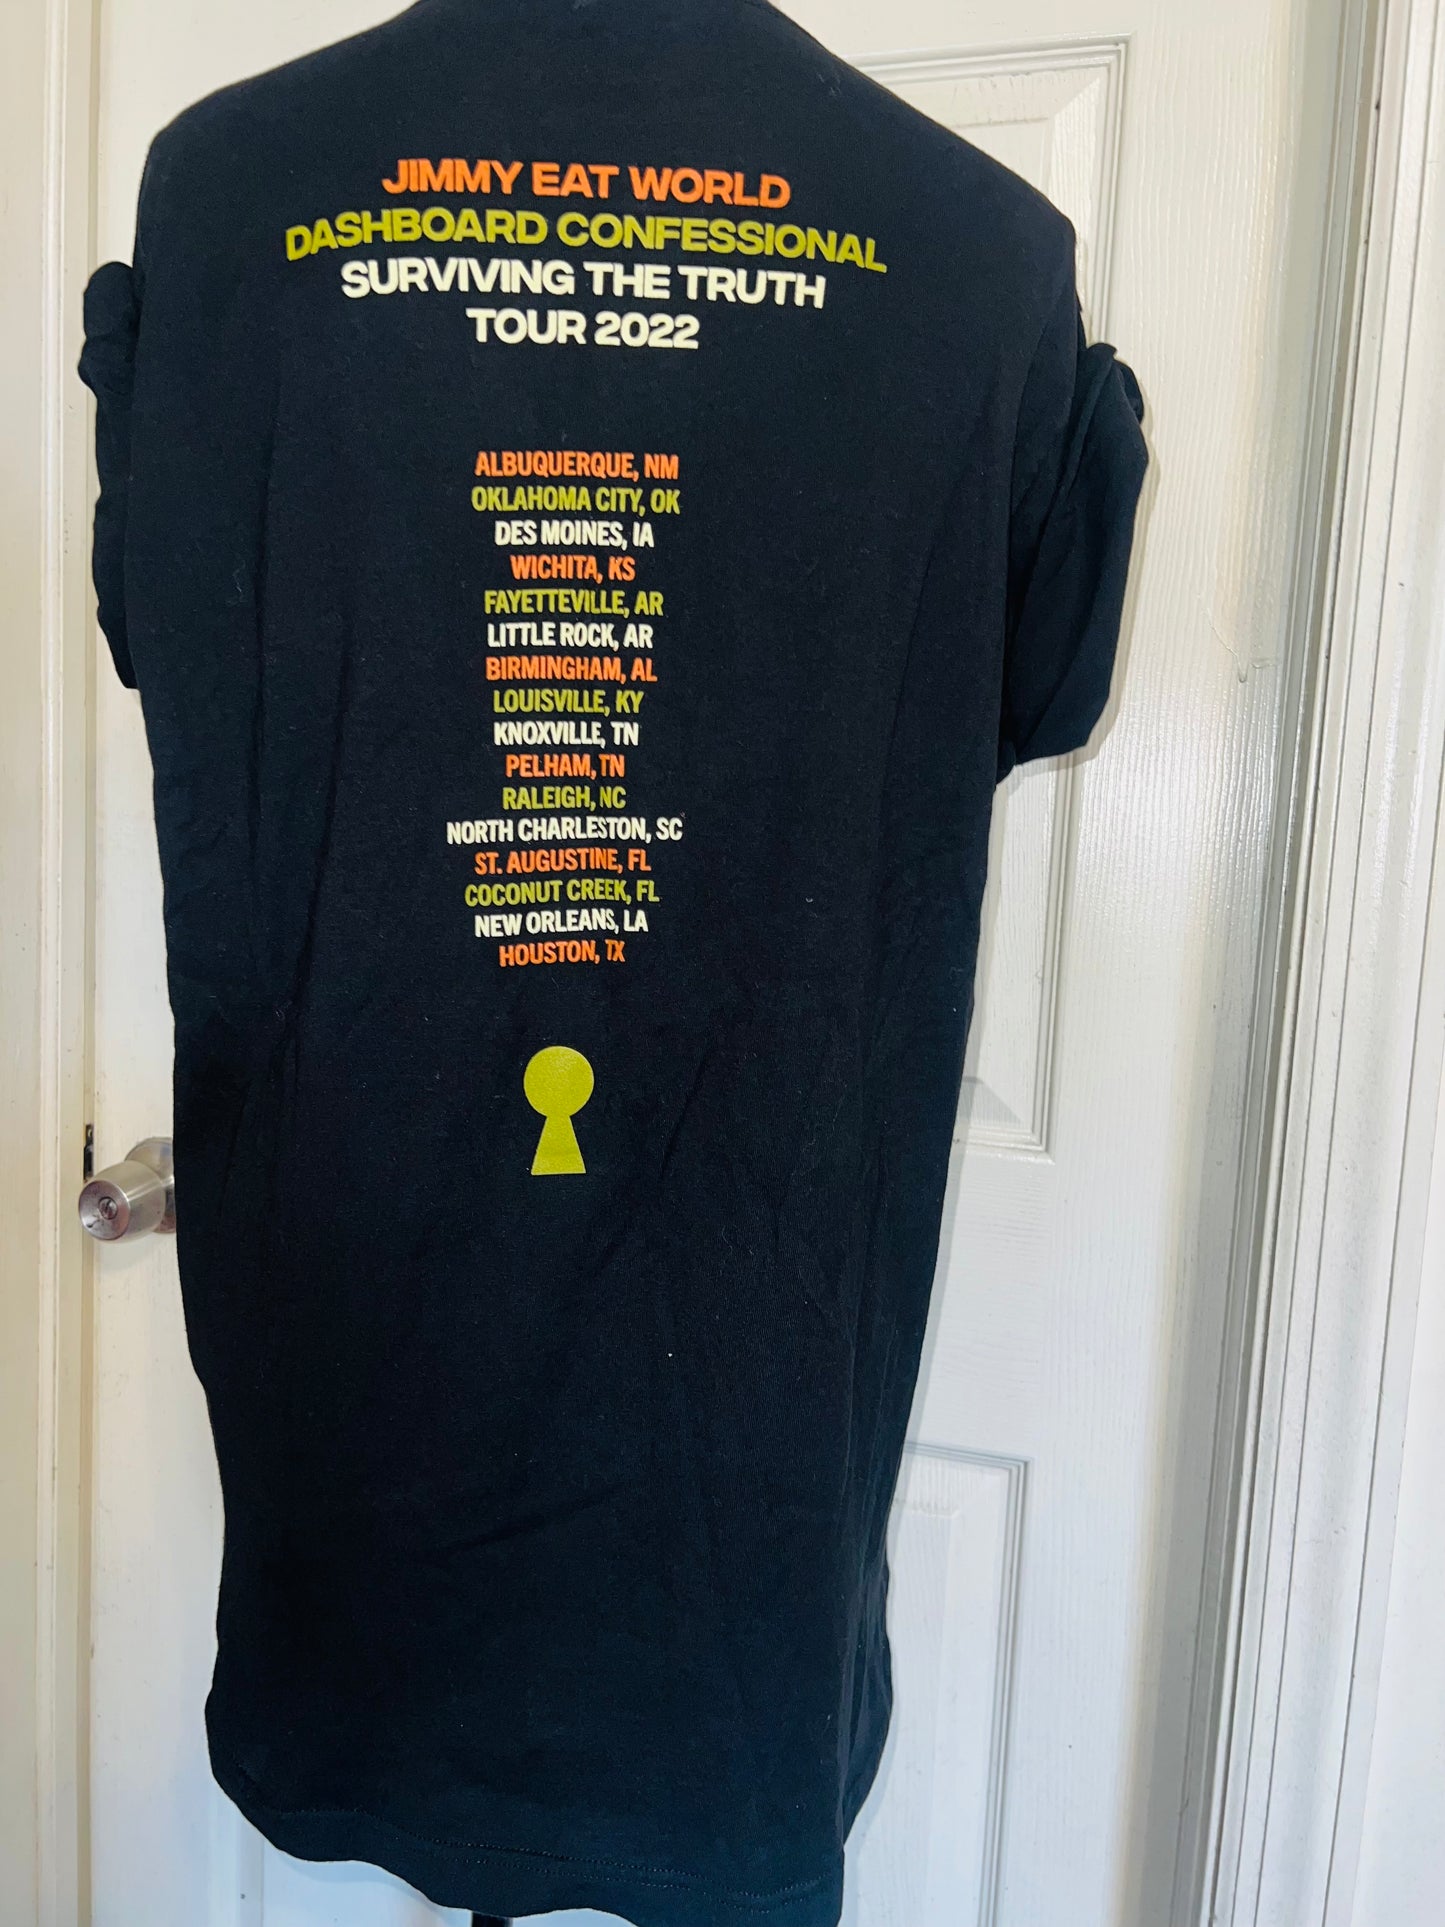 JIMMY EAT WORLD
DASHBOARD CONFESSIONAL
SURVIVING THE TRUTH
TOUR 2022
ALBUQUERQUE, NM
OKLAHOMA CITY, OK
DES MOINES, IA
WICHITA, KS
FAYETTEVILLE, AR
LITTLE ROCK, AR
BIRMINGHAM, AL
LOUISVILLE, KY
KNOXVILLE, TN
PELHAM, TN
RALEIGH, NC
NORTH CHARLESTON, SC
ST. AUGUSTINE, FL
COCONUT CREEK, FL
NEW ORLEANS, LA
HOUSTON, TX